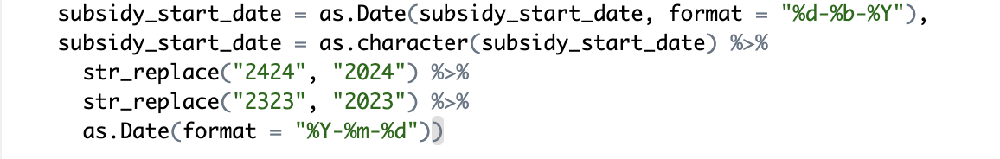 subsidy_start_date = as.Date(subsidy_start_date, format = "%d-%b-%Y"),
subsidy_start_date = as.character(subsidy_start_date) %>%
str_replace("2424", "2024") %>%
str_replace("2323", "2023") %>%
as.Date(format = "%Y-%m-%d"))